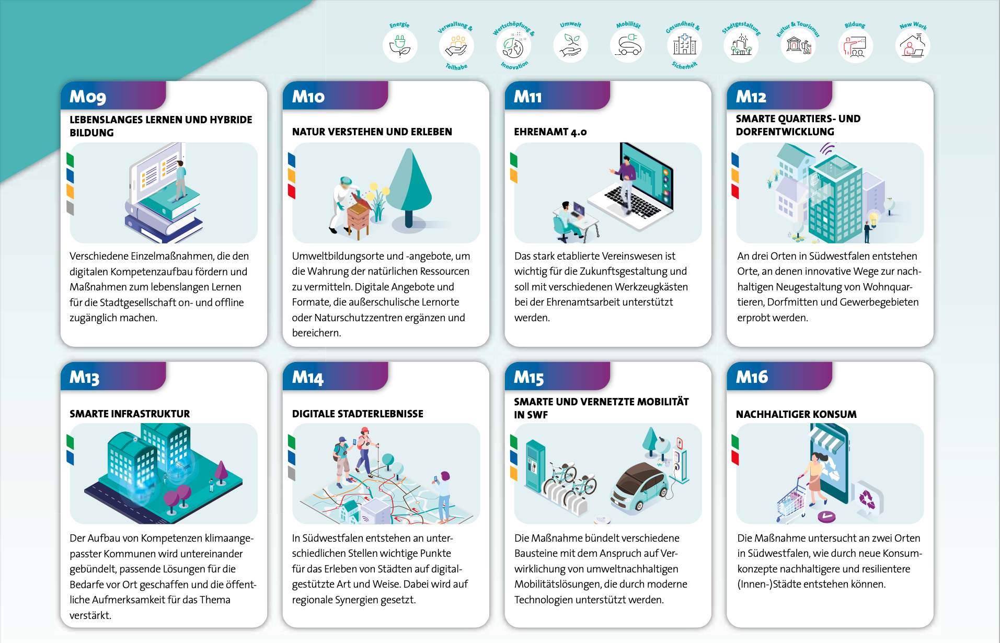 Energie
Verwaltung &
Teilhabe
Wertschöpfung &
Innovation
Umwelt
Mobilität
Gesundheit &
Sicherheit
Stadtgestaltung
Kultur & Tourismus
Bildung
New Work
M09
LEBENSLANGES LERNEN UND HYBRIDE
BILDUNG
Verschiedene Einzelmaßnahmen, die den
digitalen Kompetenzaufbau fördern und
Maßnahmen zum lebenslangen Lernen
für die Stadtgesellschaft on- und offline
zugänglich machen.
M10
NATUR VERSTEHEN UND ERLEBEN
Umweltbildungsorte und -angebote, um
die Wahrung der natürlichen Ressourcen
zu vermitteln. Digitale Angebote und
Formate, die außerschulische Lernorte
oder Naturschutzzentren ergänzen und
bereichern.
M11
EHRENAMT 4.0
Das stark etablierte Vereinswesen ist
wichtig für die Zukunftsgestaltung und
soll mit verschiedenen Werkzeugkästen
bei der Ehrenamtsarbeit unterstützt
werden.
M12
SMARTE QUARTIERS- UND
DORFENTWICKLUNG
An drei Orten in Südwestfalen entstehen
Orte, an denen innovative Wege zur nach-
haltigen Neugestaltung von Wohnquar-
tieren, Dorfmitten und Gewerbegebieten
erprobt werden.
M13
SMARTE INFRASTRUKTUR
Der Aufbau von Kompetenzen klimaange-
passter Kommunen wird untereinander
gebündelt, passende Lösungen für die
Bedarfe vor Ort geschaffen und die öffent-
liche Aufmerksamkeit für das Thema
verstärkt.
M14
DIGITALE STADTERLEBNISSE
In Südwestfalen entstehen an unter-
schiedlichen Stellen wichtige Punkte
für das Erleben von Städten auf digital-
gestützte Art und Weise. Dabei wird auf
regionale Synergien gesetzt.
M15
SMARTE UND VERNETZTE MOBILITÄT
IN SWF
Die Maßnahme bündelt verschiedene
Bausteine mit dem Anspruch auf Ver-
wirklichung von umweltnachhaltigen
Mobilitätslösungen, die durch moderne
Technologien unterstützt werden.
M16
NACHHALTIGER KONSUM
Die Maßnahme untersucht an zwei Orten
in Südwestfalen, wie durch neue Konsum-
konzepte nachhaltigere und resilientere
(Innen-)Städte entstehen können.